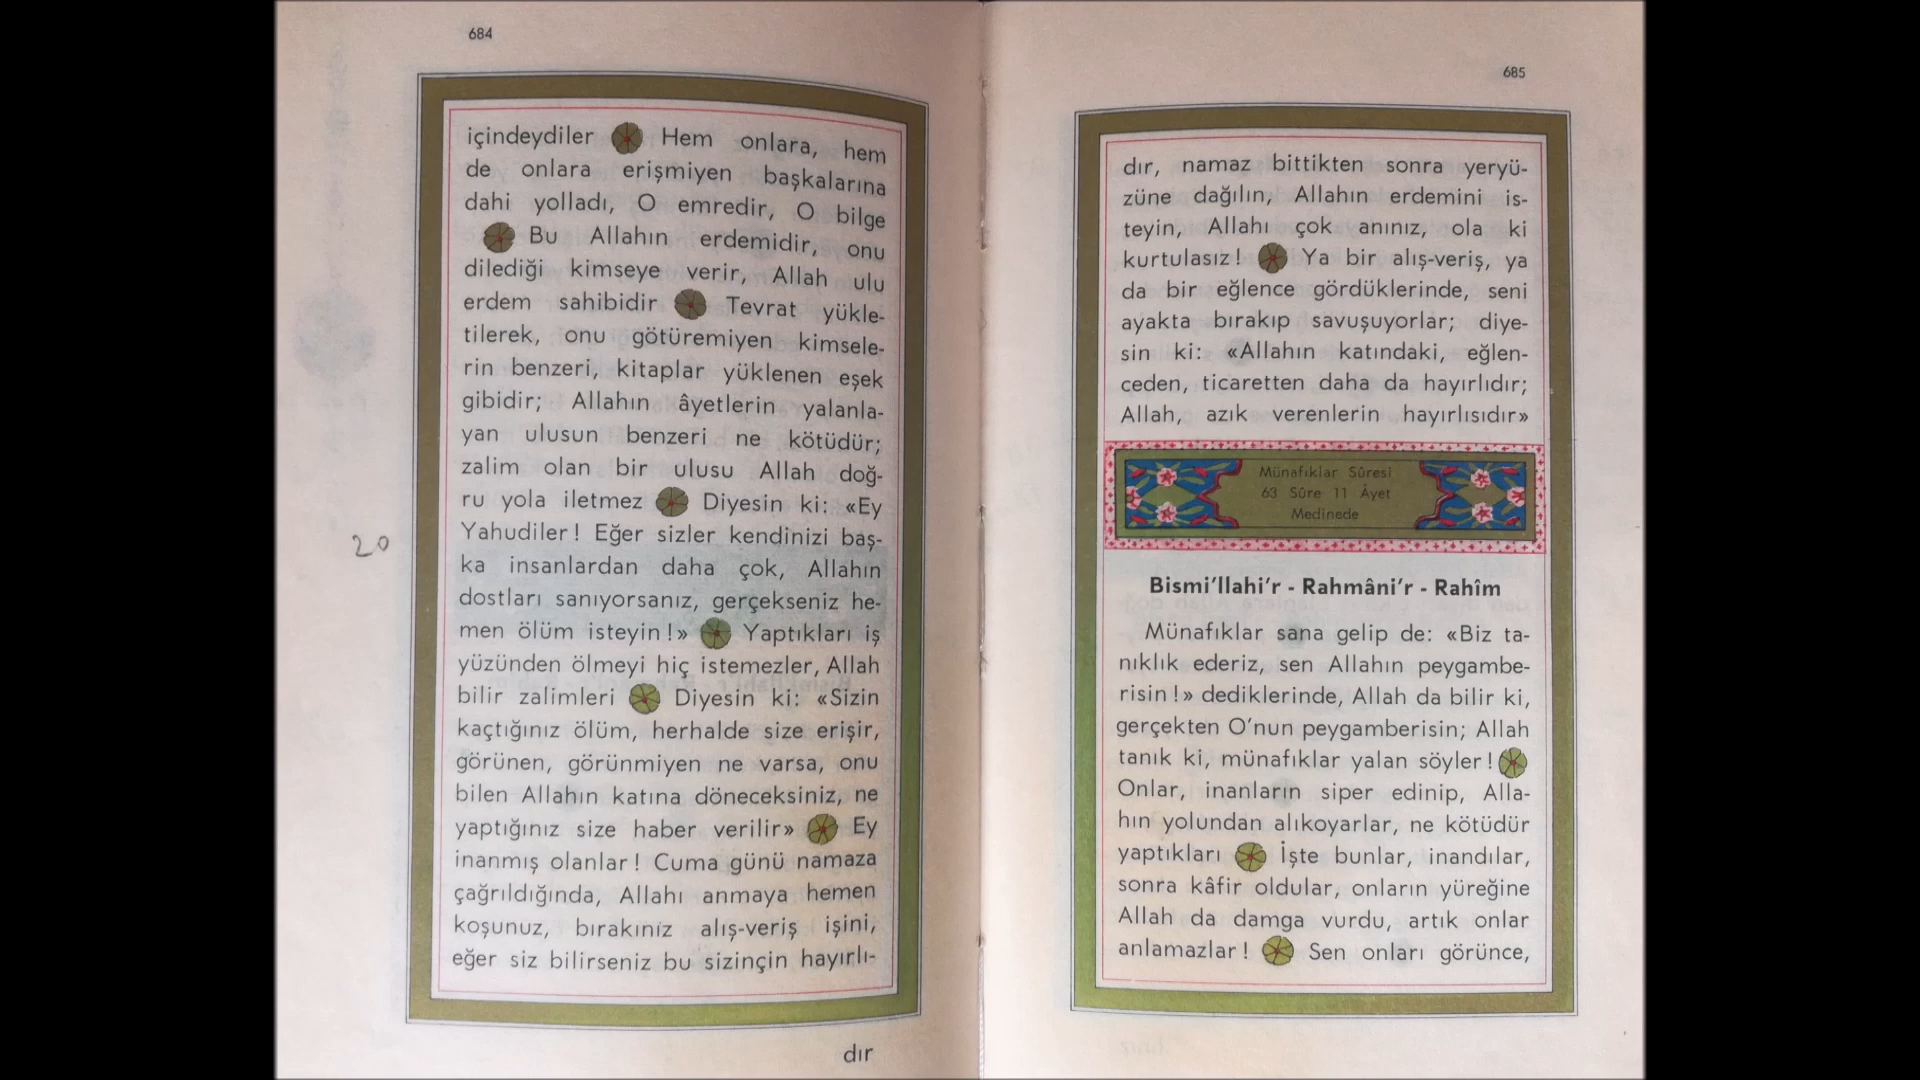 684
içindeydiler Hem onlara, hem
de onlara erişmiyen başkalarına
dahi yolladı, O emredir, O bilge
Bu Allahın erdemidir, onu
dilediği kimseye verir, Allah ulu
erdem sahibidir Tevrat yükle-
tilerek, onu götüremiyen kimsele-
rin benzeri, kitaplar yüklenen eşek
gibidir; Allahın âyetlerin yalanla-
yan ulusun benzeri ne kötüdür;
zalim olan bir ulusu Allah doğ-
ru yola iletmez Diyesin ki: «Ey
Yahudiler! Eğer sizler kendinizi baş-
ka insanlardan daha çok, Allahın
dostları sanıyorsanız, gerçekseniz he-
men ölüm isteyin!» Yaptıkları iş
yüzünden ölmeyi hiç istemezler, Allah
bilir zalimleri Diyesin ki: «Sizin
kaçtığınız ölüm, herhalde size erişir,
görünen, görünmiyen ne varsa, onu
bilen Allahın katına döneceksiniz, ne
yaptığınız size haber verilir» Ey
inanmış olanlar! Cuma günü namaza
çağrıldığında, Allahı anmaya hemen
koşunuz, bırakınız alış-veriş işini,
eğer siz bilirseniz bu sizinçin hayırlı-
dır
20
685
dır, namaz bittikten sonra yeryü-
züne dağılın, Allahın erdemini is-
teyin, Allahı çok anınız, ola ki
kurtulasız! Ya bir alış-veriş, ya
da bir eğlence gördüklerinde, seni
ayakta bırakıp savuşuyorlar; diye-
sin ki: «Allahın katındaki, eğlen-
ceden, ticaretten daha da hayırlıdır;
Allah, azık verenlerin hayırlısıdır»
Münafıklar Sûresi
63 Sûre 11 Âyet
Medinede
Bismi’llahi’r - Rahmâni’r - Rahîm
Münafıklar sana gelip de: «Biz ta-
nıklık ederiz, sen Allahın peygambe-
risin!» dediklerinde, Allah da bilir ki,
gerçekten O’nun peygamberisin; Allah
tanık ki, münafıklar yalan söyler!
Onlar, inanların siper edinip, Alla-
hın yolundan alıkoyarlar, ne kötüdür
yaptıkları İşte bunlar, inandılar,
sonra kâfir oldular, onların yüreğine
Allah da damga vurdu, artık onlar
anlamazlar! Sen onları görünce,